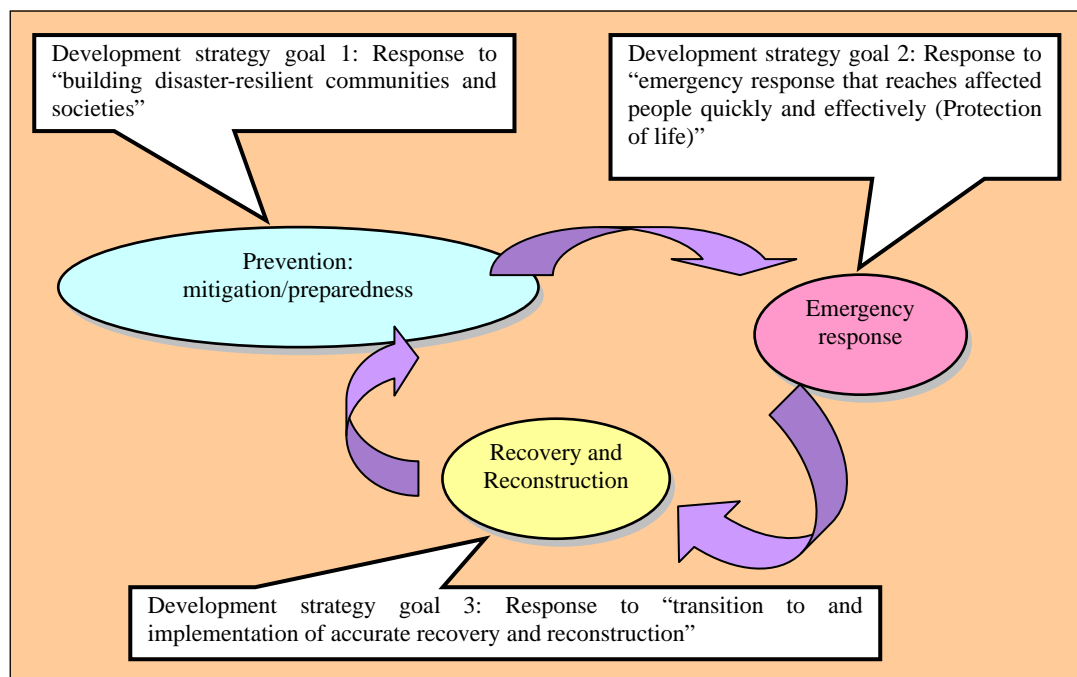 Development strategy goal 1: Response to
“building disaster-resilient communities and
societies”
Development strategy goal 2: Response to
“emergency response that reaches affected
people quickly and effectively (Protection
of life)”
Prevention:
mitigation/preparedness
Emergency
response
Recovery and
Reconstruction
Development strategy goal 3: Response to “transition to and
implementation of accurate recovery and reconstruction”